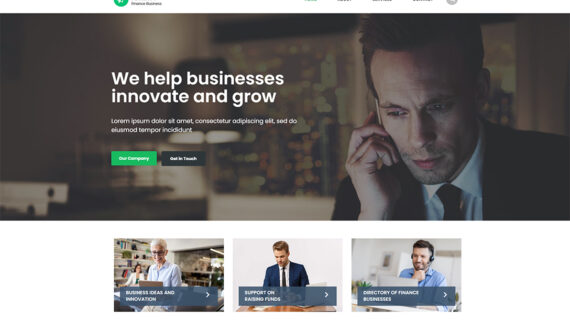 Finance Business
We help businesses
innovate and grow
Lorem ipsum dolor sit amet, consectetur adipiscing elit, sed do
eiusmod tempor incididunt
Our Company
Get in Touch
BUSINESS IDEAS AND
INNOVATION
SUPPORT ON
RAISING FUNDS
DIRECTORY OF FINANCE
BUSINESSES